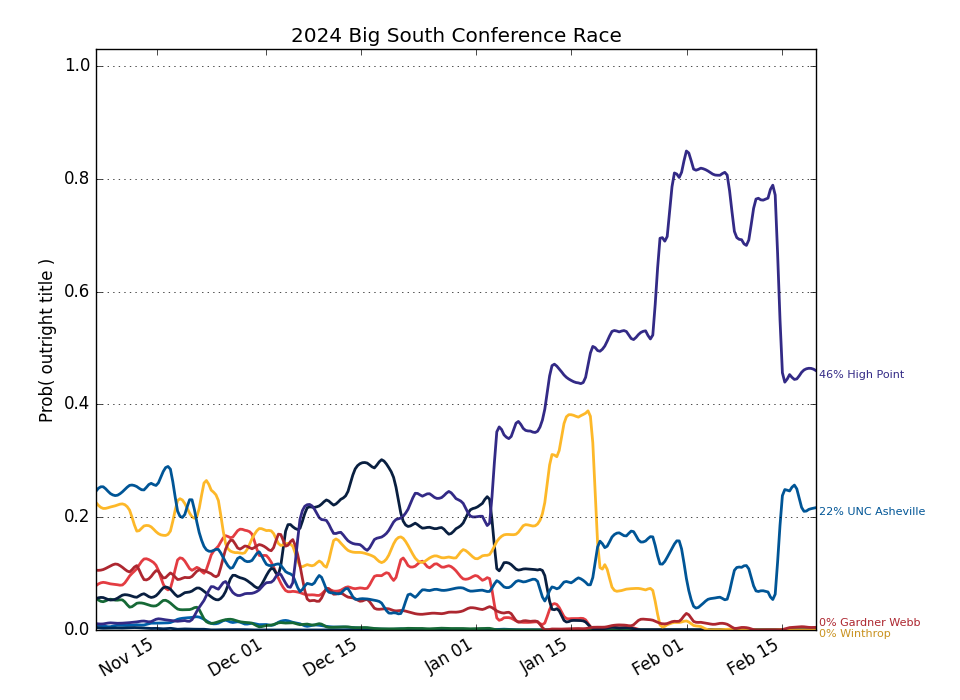 2024 Big South Conference Race
Prob( outright title )
1.0
0.8
0.6
0.4
0.2
0.0
Nov 15
Dec 01
Dec 15
Jan 01
Jan 15
Feb 01
Feb 15
46% High Point
22% UNC Asheville
0% Gardner Webb
0% Winthrop